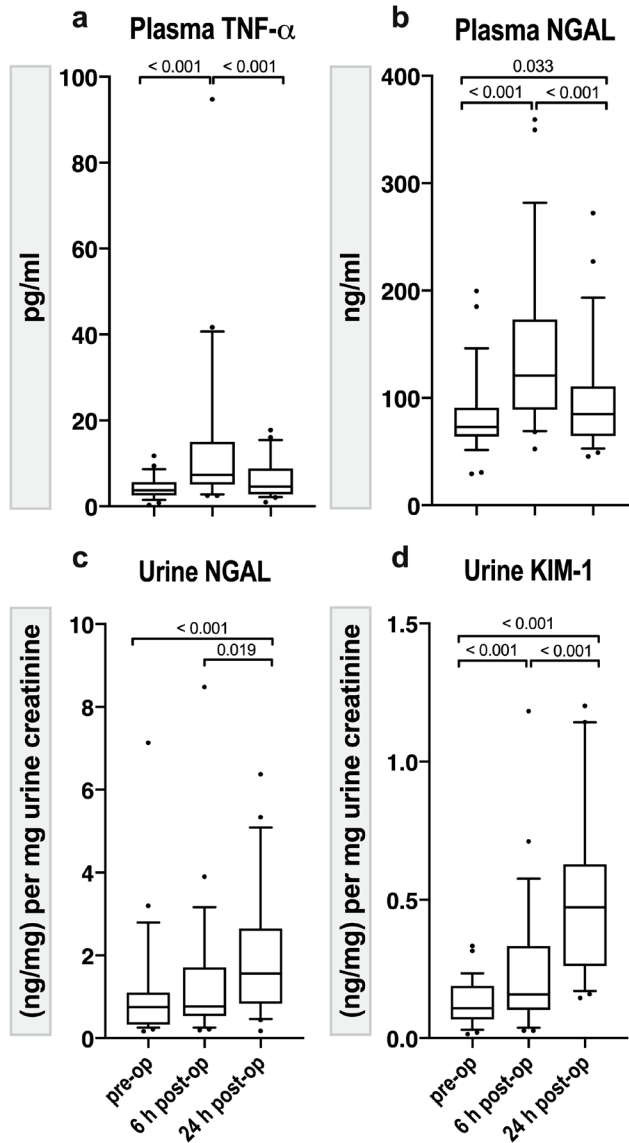 a
Plasma TNF-α
pg/ml
100
80
60
40
20
0
< 0.001
< 0.001
b
Plasma NGAL
ng/ml
400
300
200
100
0
0.033
< 0.001
< 0.001
c
Urine NGAL
(ng/mg) per mg urine creatinine
10
8
6
4
2
0
< 0.001
0.019
pre-op
6 h post-op
24 h post-op
d
Urine KIM-1
(ng/mg) per mg urine creatinine
1.5
1.0
0.5
0.0
< 0.001
< 0.001
< 0.001
pre-op
6 h post-op
24 h post-op